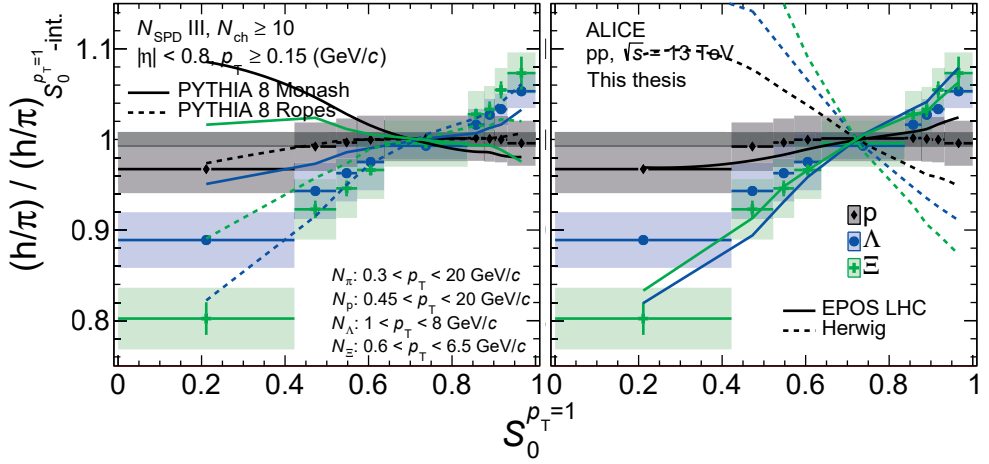 (h/π) / (h/π) S₀^{p_T=1}-int.
1.1
1
0.9
0.8
N_SPD III, N_ch ≥ 10
|η| < 0.8, p_T ≥ 0.15 (GeV/c)
PYTHIA 8 Monash
PYTHIA 8 Ropes
N_π: 0.3 < p_T < 20 GeV/c
N_p: 0.45 < p_T < 20 GeV/c
N_Λ: 1 < p_T < 8 GeV/c
N_Ξ: 0.6 < p_T < 6.5 GeV/c
0 0.2 0.4 0.6 0.8 1
ALICE
pp, √s = 13 TeV
This thesis
p
Λ
Ξ
EPOS LHC
Herwig
0 0.2 0.4 0.6 0.8 1
S₀^{p_T=1}